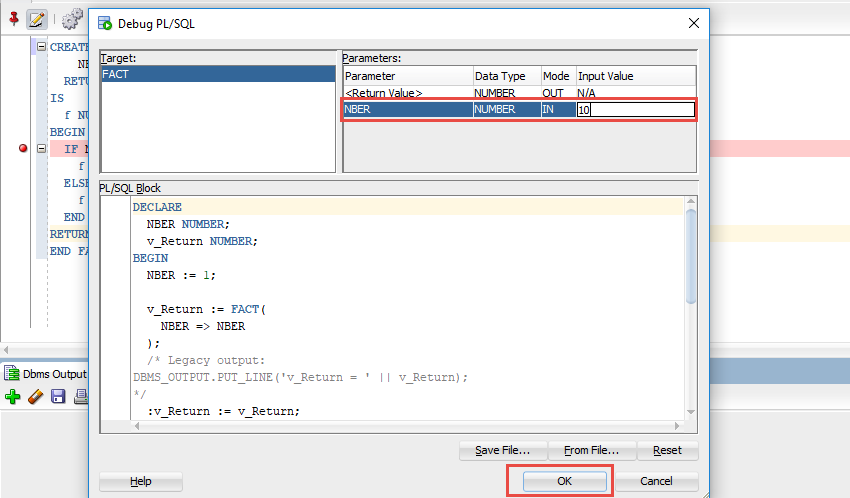 Debug PL/SQL
Target:
FACT
Parameters:
Parameter Data Type Mode Input Value
<Return Value> NUMBER OUT N/A
NBER NUMBER IN 10
CREATE
NB
RETU
IS
f NU
BEGIN
IF N
f
ELSE
f
END
RETURN
END FA
PL/SQL Block
DECLARE
NBER NUMBER;
v_Return NUMBER;
BEGIN
NBER := 1;
v_Return := FACT(
NBER => NBER
);
/* Legacy output:
DBMS_OUTPUT.PUT_LINE('v_Return = ' || v_Return);
*/
:v_Return := v_Return;
Dbms Output
Save File... From File... Reset
Help OK Cancel